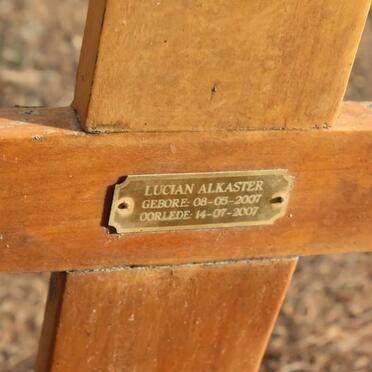 LUCIAN ALKASTER
GEBORE: 08-05-2007
OORLEDE: 14-07-2007